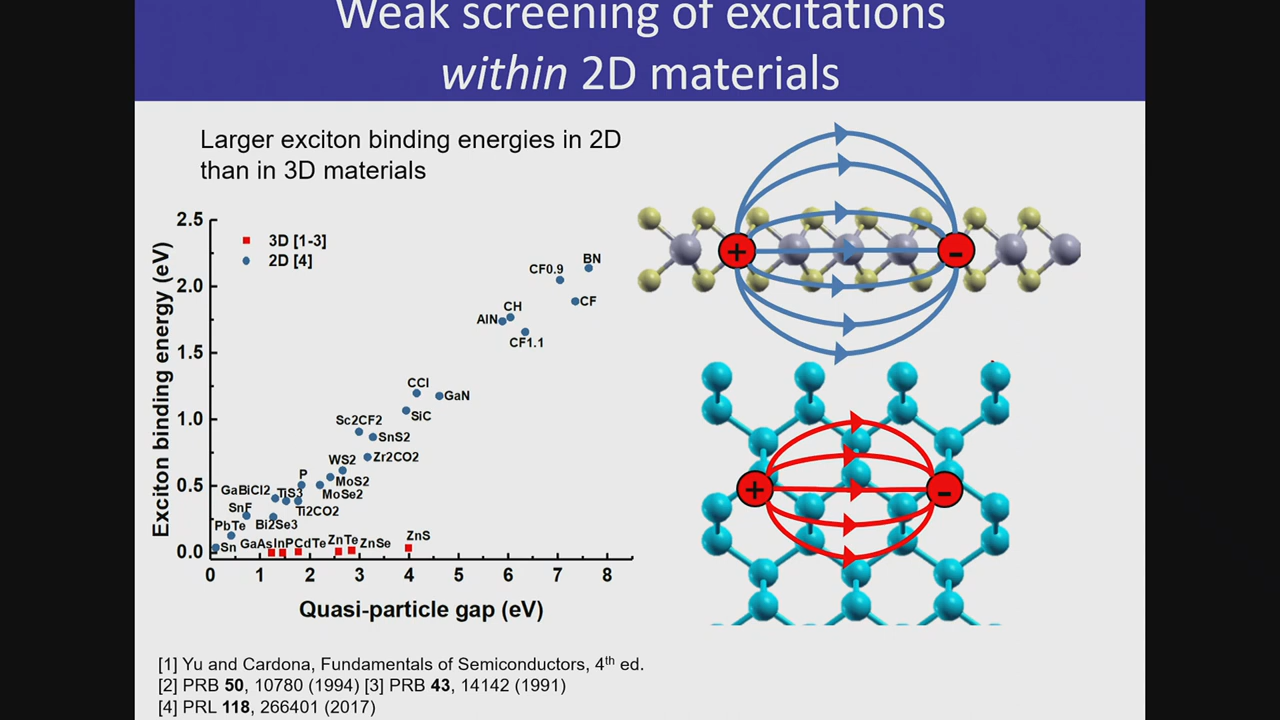 Weak screening of excitations
within 2D materials
Larger exciton binding energies in 2D
than in 3D materials
Exciton binding energy (eV)
2.5
2.0
1.5
1.0
0.5
0.0
3D [1-3]
2D [4]
BN
CF0.9
CF
CH
AlN
CF1.1
CCl
GaN
SiC
Sc2CF2
SnS2
WS2
Zr2CO2
P
MoS2
GaBiCl2
TiS3
MoSe2
SnF
Ti2CO2
PbTe
Bi2Se3
Sn
GaAs
InP
CdTe
ZnTe
ZnSe
ZnS
0 1 2 3 4 5 6 7 8
Quasi-particle gap (eV)
+
-
+
-
[1] Yu and Cardona, Fundamentals of Semiconductors, 4th ed.
[2] PRB 50, 10780 (1994) [3] PRB 43, 14142 (1991)
[4] PRL 118, 266401 (2017)